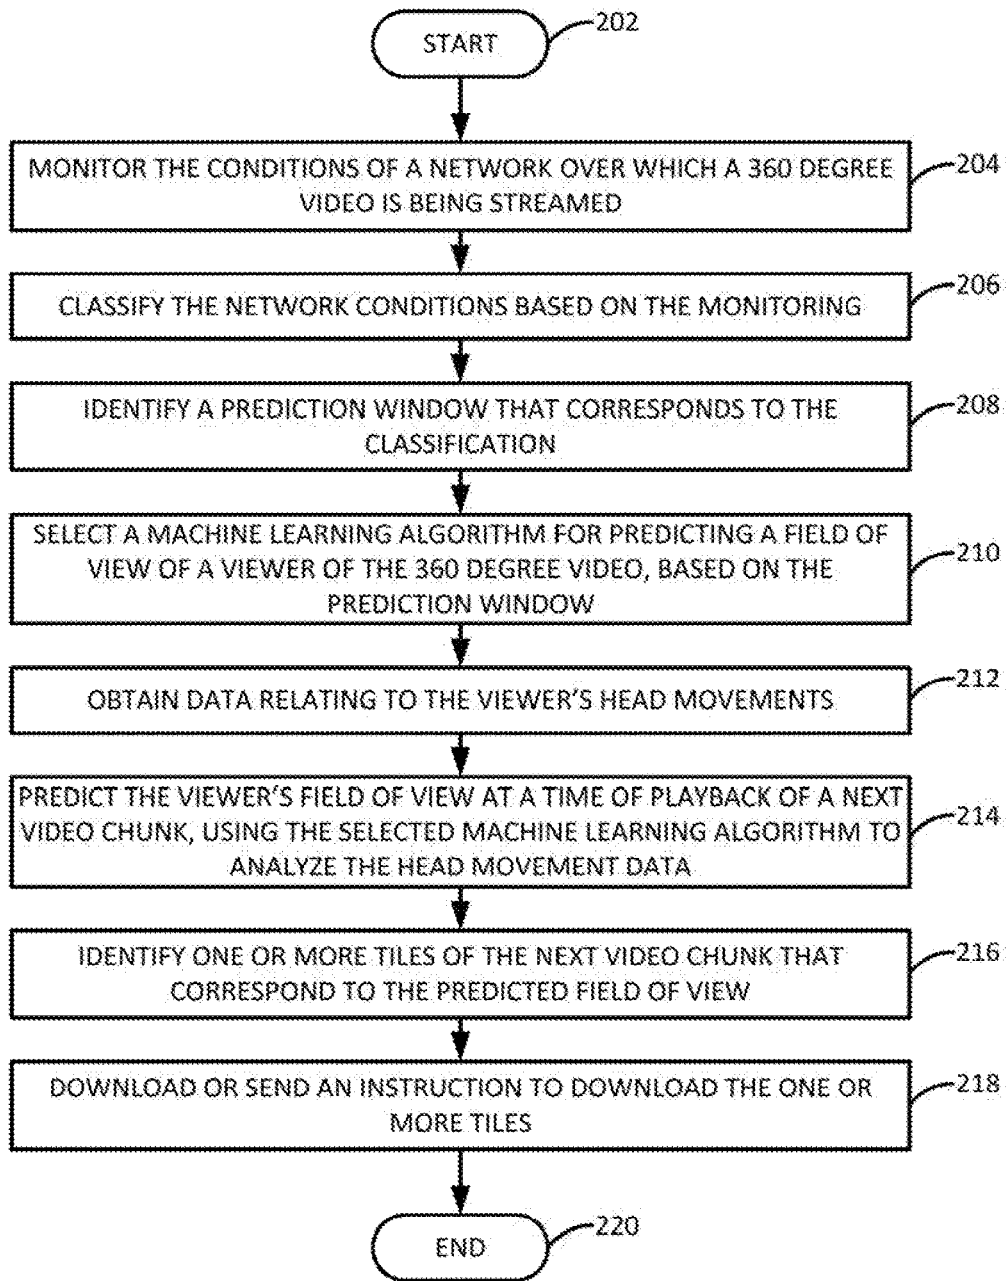 START
202
MONITOR THE CONDITIONS OF A NETWORK OVER WHICH A 360 DEGREE
VIDEO IS BEING STREAMED
204
CLASSIFY THE NETWORK CONDITIONS BASED ON THE MONITORING
206
IDENTIFY A PREDICTION WINDOW THAT CORRESPONDS TO THE
CLASSIFICATION
208
SELECT A MACHINE LEARNING ALGORITHM FOR PREDICTING A FIELD OF
VIEW OF A VIEWER OF THE 360 DEGREE VIDEO, BASED ON THE
PREDICTION WINDOW
210
OBTAIN DATA RELATING TO THE VIEWER'S HEAD MOVEMENTS
212
PREDICT THE VIEWER'S FIELD OF VIEW AT A TIME OF PLAYBACK OF A NEXT
VIDEO CHUNK, USING THE SELECTED MACHINE LEARNING ALGORITHM TO
ANALYZE THE HEAD MOVEMENT DATA
214
IDENTIFY ONE OR MORE TILES OF THE NEXT VIDEO CHUNK THAT
CORRESPOND TO THE PREDICTED FIELD OF VIEW
216
DOWNLOAD OR SEND AN INSTRUCTION TO DOWNLOAD THE ONE OR
MORE TILES
218
END
220